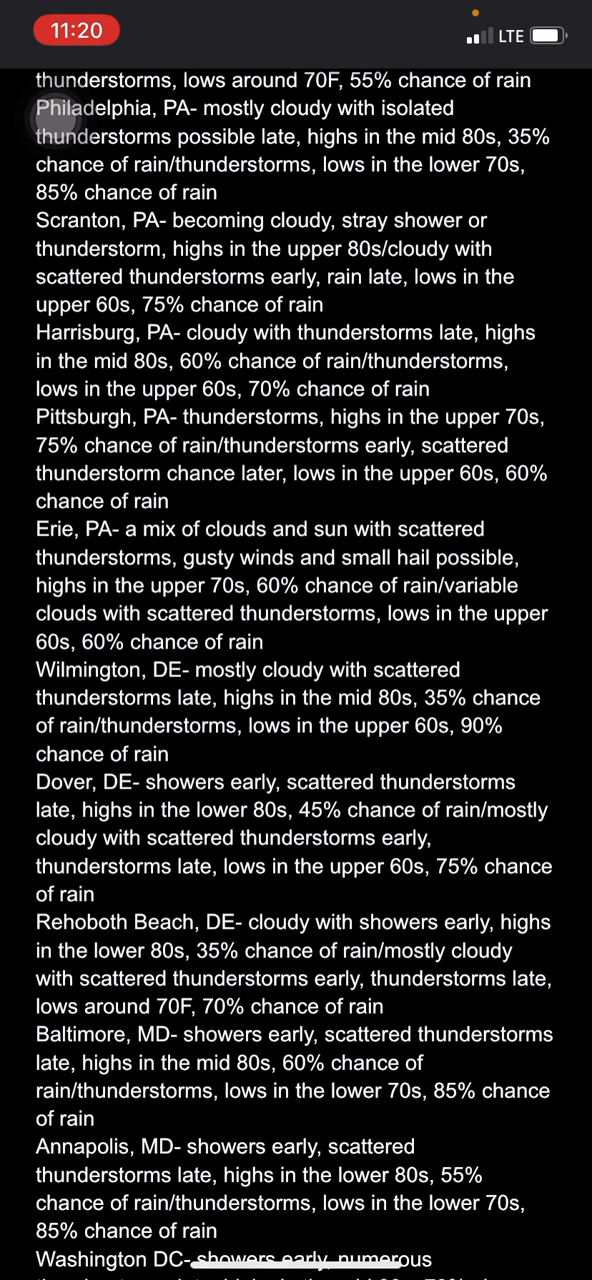 11:20
LTE
thunderstorms, lows around 70F, 55% chance of rain
Philadelphia, PA- mostly cloudy with isolated
thunderstorms possible late, highs in the mid 80s, 35%
chance of rain/thunderstorms, lows in the lower 70s,
85% chance of rain
Scranton, PA- becoming cloudy, stray shower or
thunderstorm, highs in the upper 80s/cloudy with
scattered thunderstorms early, rain late, lows in the
upper 60s, 75% chance of rain
Harrisburg, PA- cloudy with thunderstorms late, highs
in the mid 80s, 60% chance of rain/thunderstorms,
lows in the upper 60s, 70% chance of rain
Pittsburgh, PA- thunderstorms, highs in the upper 70s,
75% chance of rain/thunderstorms early, scattered
thunderstorm chance later, lows in the upper 60s, 60%
chance of rain
Erie, PA- a mix of clouds and sun with scattered
thunderstorms, gusty winds and small hail possible,
highs in the upper 70s, 60% chance of rain/variable
clouds with scattered thunderstorms, lows in the upper
60s, 60% chance of rain
Wilmington, DE- mostly cloudy with scattered
thunderstorms late, highs in the mid 80s, 35% chance
of rain/thunderstorms, lows in the upper 60s, 90%
chance of rain
Dover, DE- showers early, scattered thunderstorms
late, highs in the lower 80s, 45% chance of rain/mostly
cloudy with scattered thunderstorms early,
thunderstorms late, lows in the upper 60s, 75% chance
of rain
Rehoboth Beach, DE- cloudy with showers early, highs
in the lower 80s, 35% chance of rain/mostly cloudy
with scattered thunderstorms early, thunderstorms late,
lows around 70F, 70% chance of rain
Baltimore, MD- showers early, scattered thunderstorms
late, highs in the mid 80s, 60% chance of
rain/thunderstorms, lows in the lower 70s, 85% chance
of rain
Annapolis, MD- showers early, scattered
thunderstorms late, highs in the lower 80s, 55%
chance of rain/thunderstorms, lows in the lower 70s,
85% chance of rain
Washington DC- showers early, numerous